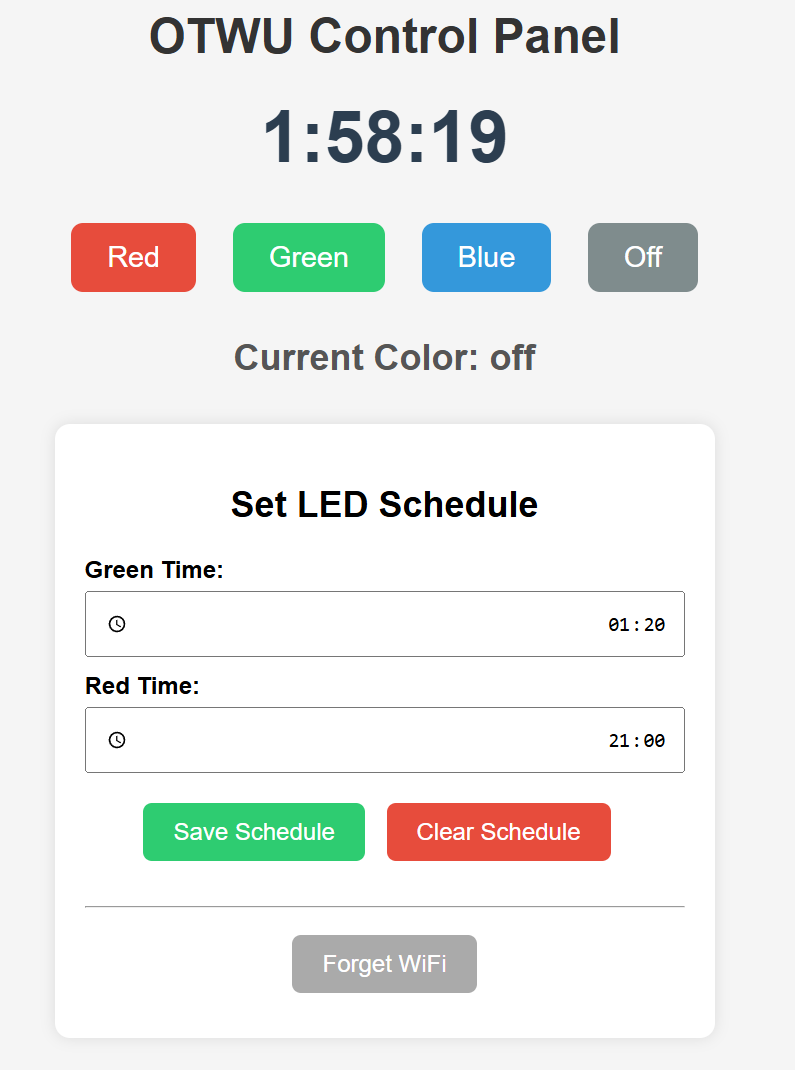 OTWU Control Panel
1:58:19
Red Green Blue Off
Current Color: off
Set LED Schedule
Green Time:
01:20
Red Time:
21:00
Save Schedule Clear Schedule
Forget WiFi